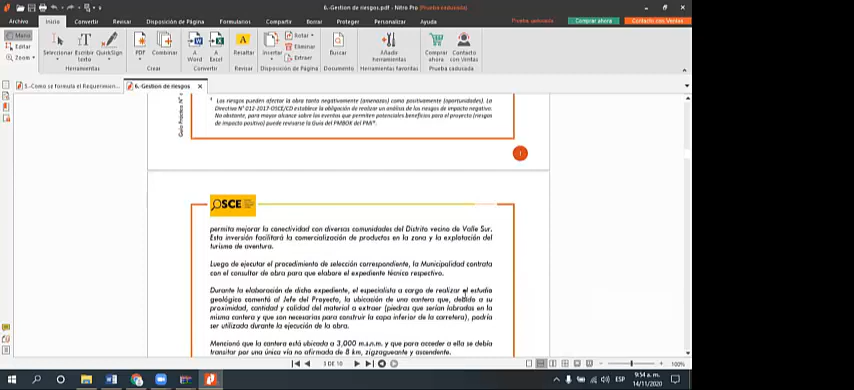 6.-Gestion de riesgos.pdf - Nitro Pro (Prueba caducada)
Archivo Inicio Convertir Revisar Disposición de Página Formularios Compartir Borrar Proteger Personalizar Ayuda
Prueba caducada Comprar ahora Contacto con Ventas
Mano
Editar
Zoom
Seleccionar Escribir texto QuickSign
Herramientas
PDF Combinar
Crear
A Word A Excel
Convertir
Resaltar
Revisar
Insertar Rotar
Eliminar
Extraer
Disposición de Página
Buscar
Documento
Añadir herramientas
Herramientas favoritas
Comprar ahora Contacto con Ventas
Prueba caducada
3.-Como se formula el Requerimien...
6.-Gestion de riesgos
Guía Práctica N°
* Los riesgos pueden afectar la obra tanto negativamente (amenazas) como positivamente (oportunidades). La
Directiva N° 012-2017-OSCE/CD establece la obligación de realizar un análisis de los riesgos de impacto negativo.
No obstante, para mayor alcance sobre los eventos que permiten potenciales beneficios para el proyecto (riesgos
de impacto positivo) puede revisarse la Guía del PMBOK del PMI®.
OSCE
permita mejorar la conectividad con diversas comunidades del Distrito vecino de Valle Sur.
Esta inversión facilitará la comercialización de productos en la zona y la explotación del
turismo de aventura.
Luego de ejecutar el procedimiento de selección correspondiente, la Municipalidad contrata
con el consultor de obra para que elabore el expediente técnico respectivo.
Durante la elaboración de dicho expediente, el especialista a cargo de realizar el estudio
geológico comentó al Jefe del Proyecto, la ubicación de una cantera que, debido a su
proximidad, cantidad y calidad del material a extraer (piedras que serían labradas en la
misma cantera y que son necesarias para construir la capa inferior de la carretera), podría
ser utilizada durante la ejecución de la obra.
Mencionó que la cantera está ubicada a 3,000 m.s.n.m. y que para acceder a ella se debía
transitar por una única vía no afirmada de 8 km, zigzagueante y ascendente.
3 DE 10
100%
ESP
9:54 a. m.
14/11/2020